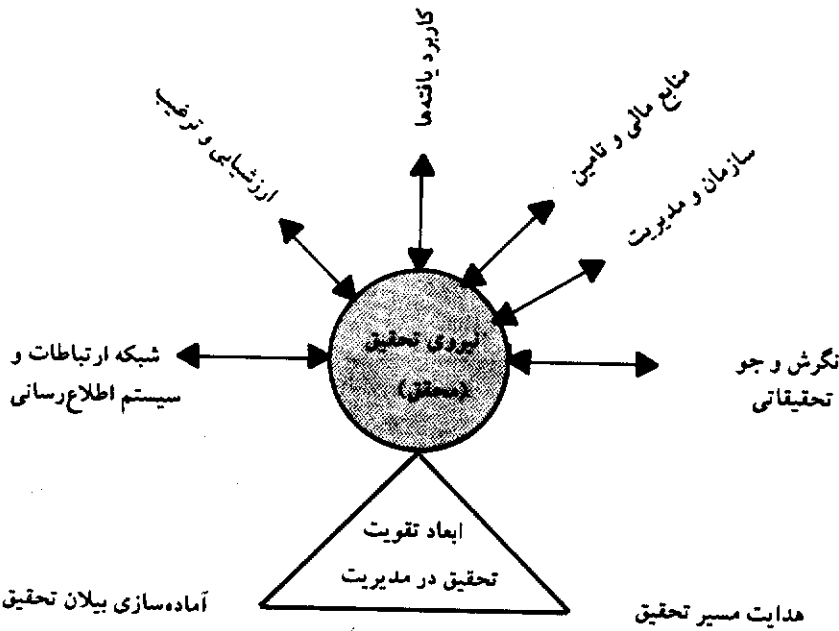 کاربرد یافته‌ها
ارزشیابی و ترغیب
منابع مالی و تامین
سازمان و مدیریت
نیروی تحقیق
(محقق)
شبکه ارتباطات و
سیستم اطلاع‌رسانی
نگرش و جو
تحقیقاتی
ابعاد تقویت
تحقیق در مدیریت
هدایت مسیر تحقیق
آماده‌سازی بیلان تحقیق